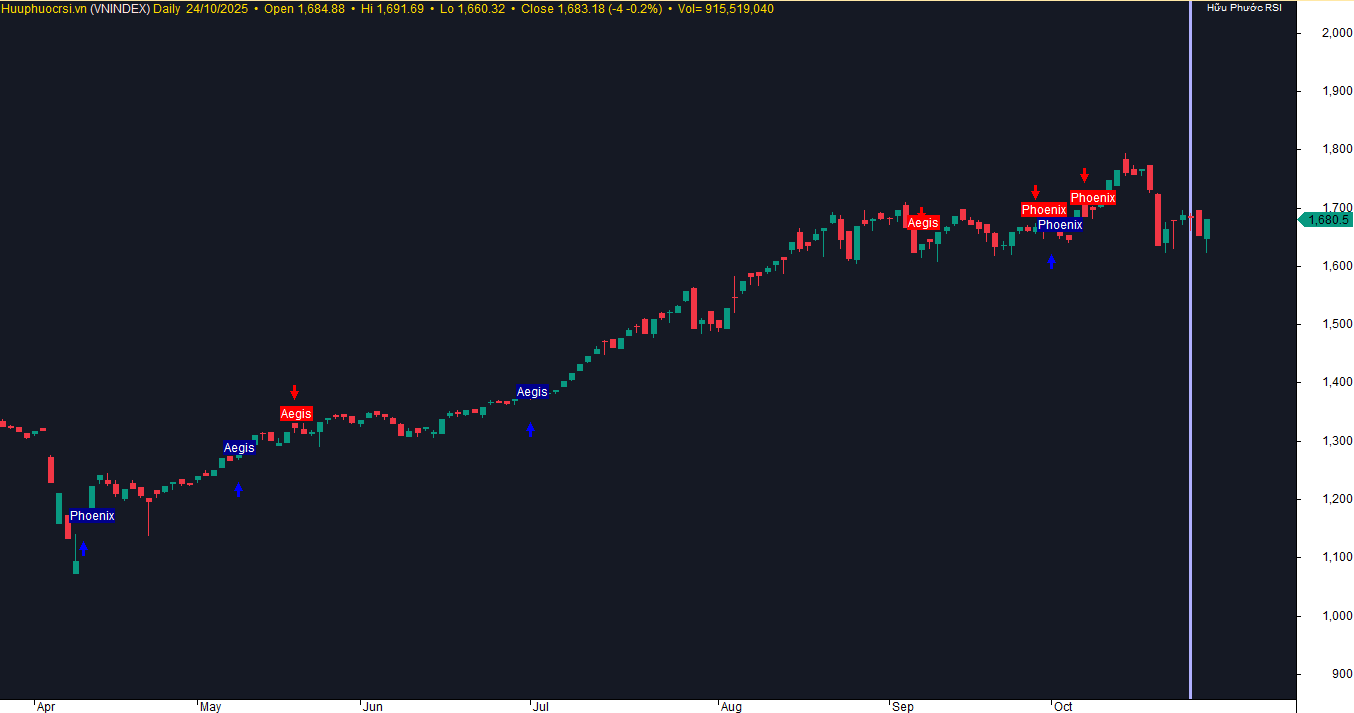 Huuphuocrsi.vn (VNINDEX) Daily 24/10/2025 • Open 1,684.88 • Hi 1,691.69 • Lo 1,660.32 • Close 1,683.18 (-4 -0.2%) • Vol= 915,519,040
Hữu Phước RSI
2,000
1,900
1,800
1,700
1,680.5
1,600
1,500
1,400
1,300
1,200
1,100
1,000
900
Phoenix
Aegis
Aegis
Aegis
Aegis
Phoenix
Phoenix
Phoenix
Apr
May
Jun
Jul
Aug
Sep
Oct